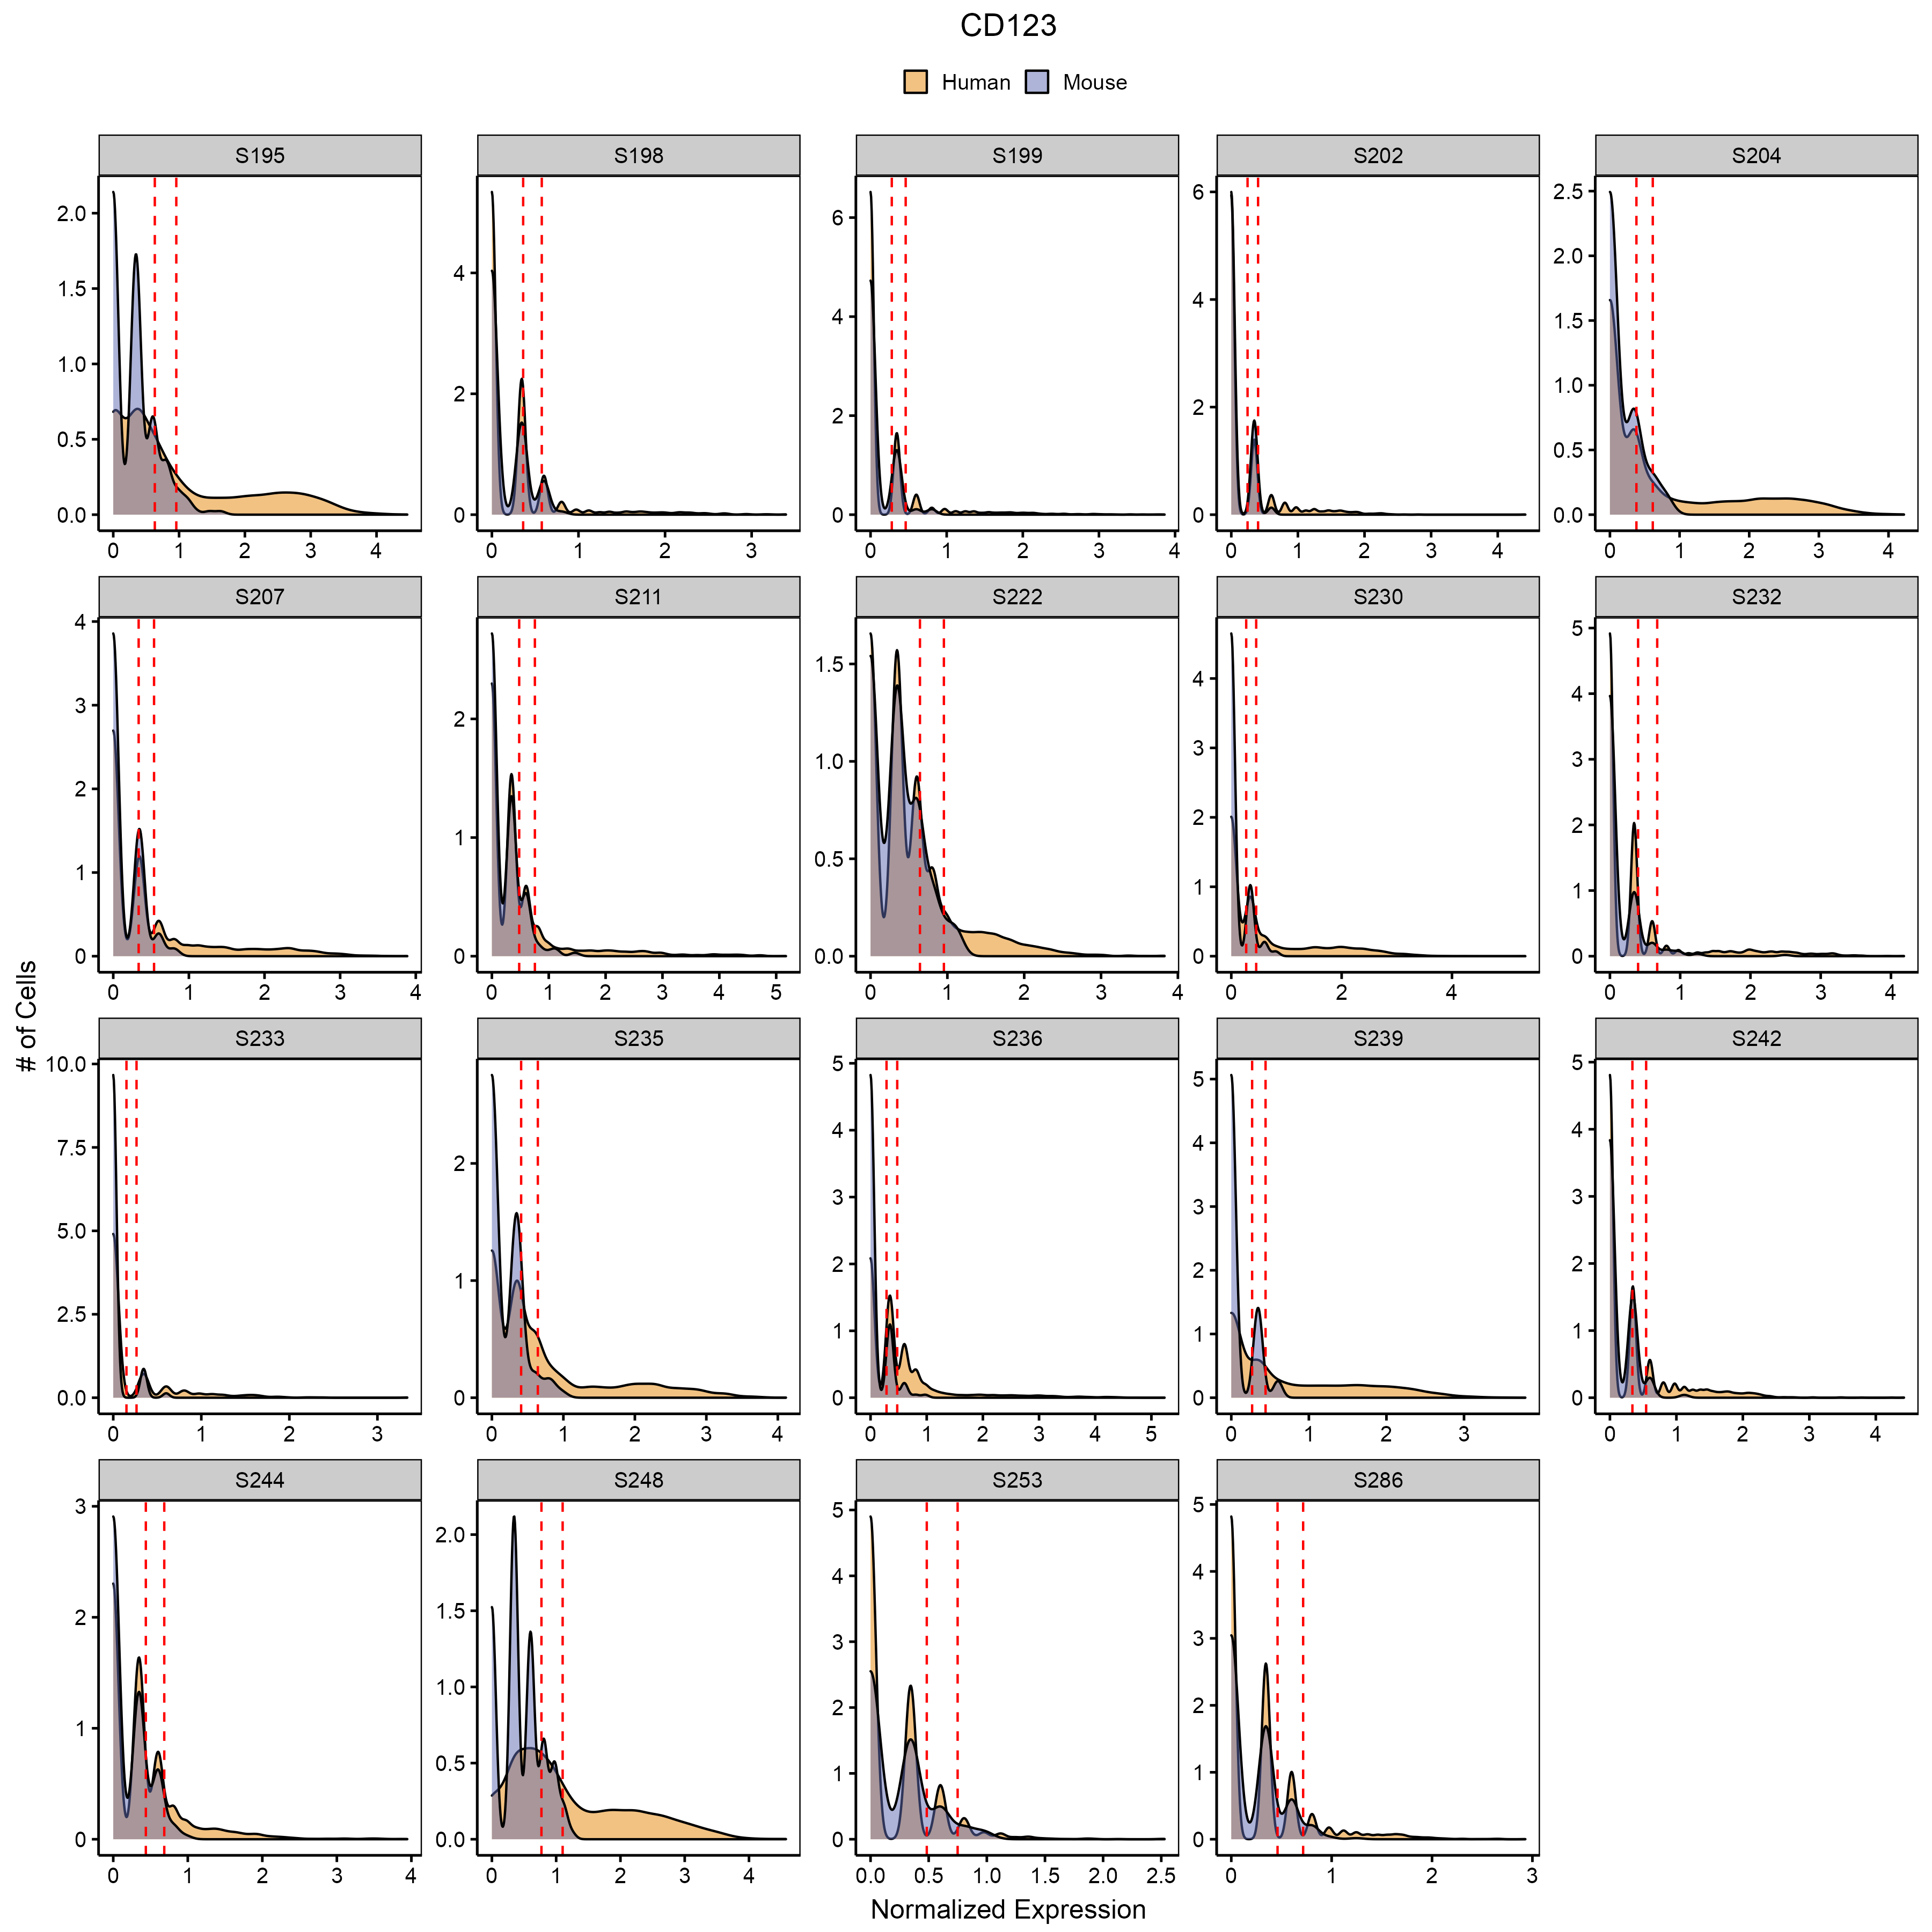 CD123
Human Mouse
S195 S198 S199 S202 S204
2.0 1.5 1.0 0.5 0.0
4 2 0
6 4 2 0
6 4 2 0
2.5 2.0 1.5 1.0 0.5 0.0
0 1 2 3 4
0 1 2 3
0 1 2 3 4
0 1 2 3 4
0 1 2 3 4
S207 S211 S222 S230 S232
4 3 2 1 0
2 1 0
1.5 1.0 0.5 0.0
4 3 2 1 0
5 4 3 2 1 0
0 1 2 3 4
0 1 2 3 4 5
0 1 2 3 4
0 2 4
0 1 2 3 4
# of Cells
S233 S235 S236 S239 S242
10.0 7.5 5.0 2.5 0.0
2 1 0
5 4 3 2 1 0
5 4 3 2 1 0
5 4 3 2 1 0
0 1 2 3
0 1 2 3 4
0 1 2 3 4 5
0 1 2 3
0 1 2 3 4
S244 S248 S253 S286
3 2 1 0
2.0 1.5 1.0 0.5 0.0
5 4 3 2 1 0
5 4 3 2 1 0
0 1 2 3 4
0 1 2 3 4
0.0 0.5 1.0 1.5 2.0 2.5
0 1 2 3
Normalized Expression